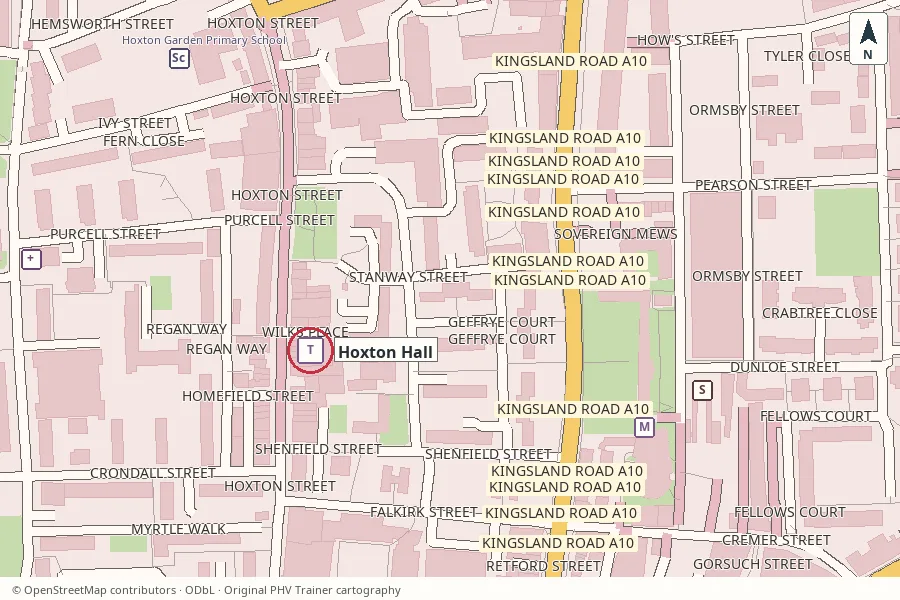 HEMSWORTH STREET
HOXTON STREET
Hoxton Garden Primary School
HOW'S STREET
Sc
KINGSLAND ROAD A10
TYLER CLOSE
N
HOXTON STREET
ORMSBY STREET
IVY STREET
FERN CLOSE
KINGSLAND ROAD A10
KINGSLAND ROAD A10
KINGSLAND ROAD A10
PEARSON STREET
HOXTON STREET
KINGSLAND ROAD A10
PURCELL STREET
PURCELL STREET
SOVEREIGN MEWS
+
KINGSLAND ROAD A10
STANWAY STREET
KINGSLAND ROAD A10
ORMSBY STREET
CRABTREE CLOSE
REGAN WAY
WILKS PLACE
GEFFRYE COURT
GEFFRYE COURT
REGAN WAY
T
Hoxton Hall
DUNLOE STREET
S
HOMEFIELD STREET
KINGSLAND ROAD A10
FELLOWS COURT
M
SHENFIELD STREET
SHENFIELD STREET
CRONDALL STREET
KINGSLAND ROAD A10
HOXTON STREET
KINGSLAND ROAD A10
FALKIRK STREET
KINGSLAND ROAD A10
FELLOWS COURT
MYRTLE WALK
KINGSLAND ROAD A10
CREMER STREET
RETFORD STREET
GORSUCH STREET
© OpenStreetMap contributors · ODbL · Original PHV Trainer cartography